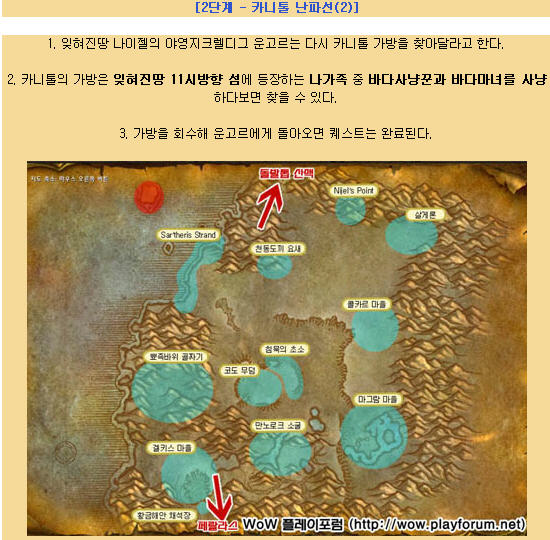 [2단계 - 카니톨 난파선(2)]
1. 잊혀진땅 나이젤의 야영지크렐디그 운고르는 다시 카니톨 가방을 찾아달라고 한다.
2. 카니톨의 가방은 잊혀진땅 11시방향 섬에 등장하는 나가족 중 바다사냥꾼과 바다마녀를 사냥
하다보면 찾을 수 있다.
3. 가방을 회수해 운고르에게 돌아오면 퀘스트는 완료된다.
돌발톱 산맥
Nijel's Point
살게론
Sartheris Strand
천둥도끼 요새
콜카르 마을
침묵의 초소
뾰족바위 골짜기
코도 무덤
마그람 마을
만노로크 소굴
겔키스 마을
황금해안 채석장
페랄라스
WoW 플레이포럼 (http://wow.playforum.net)